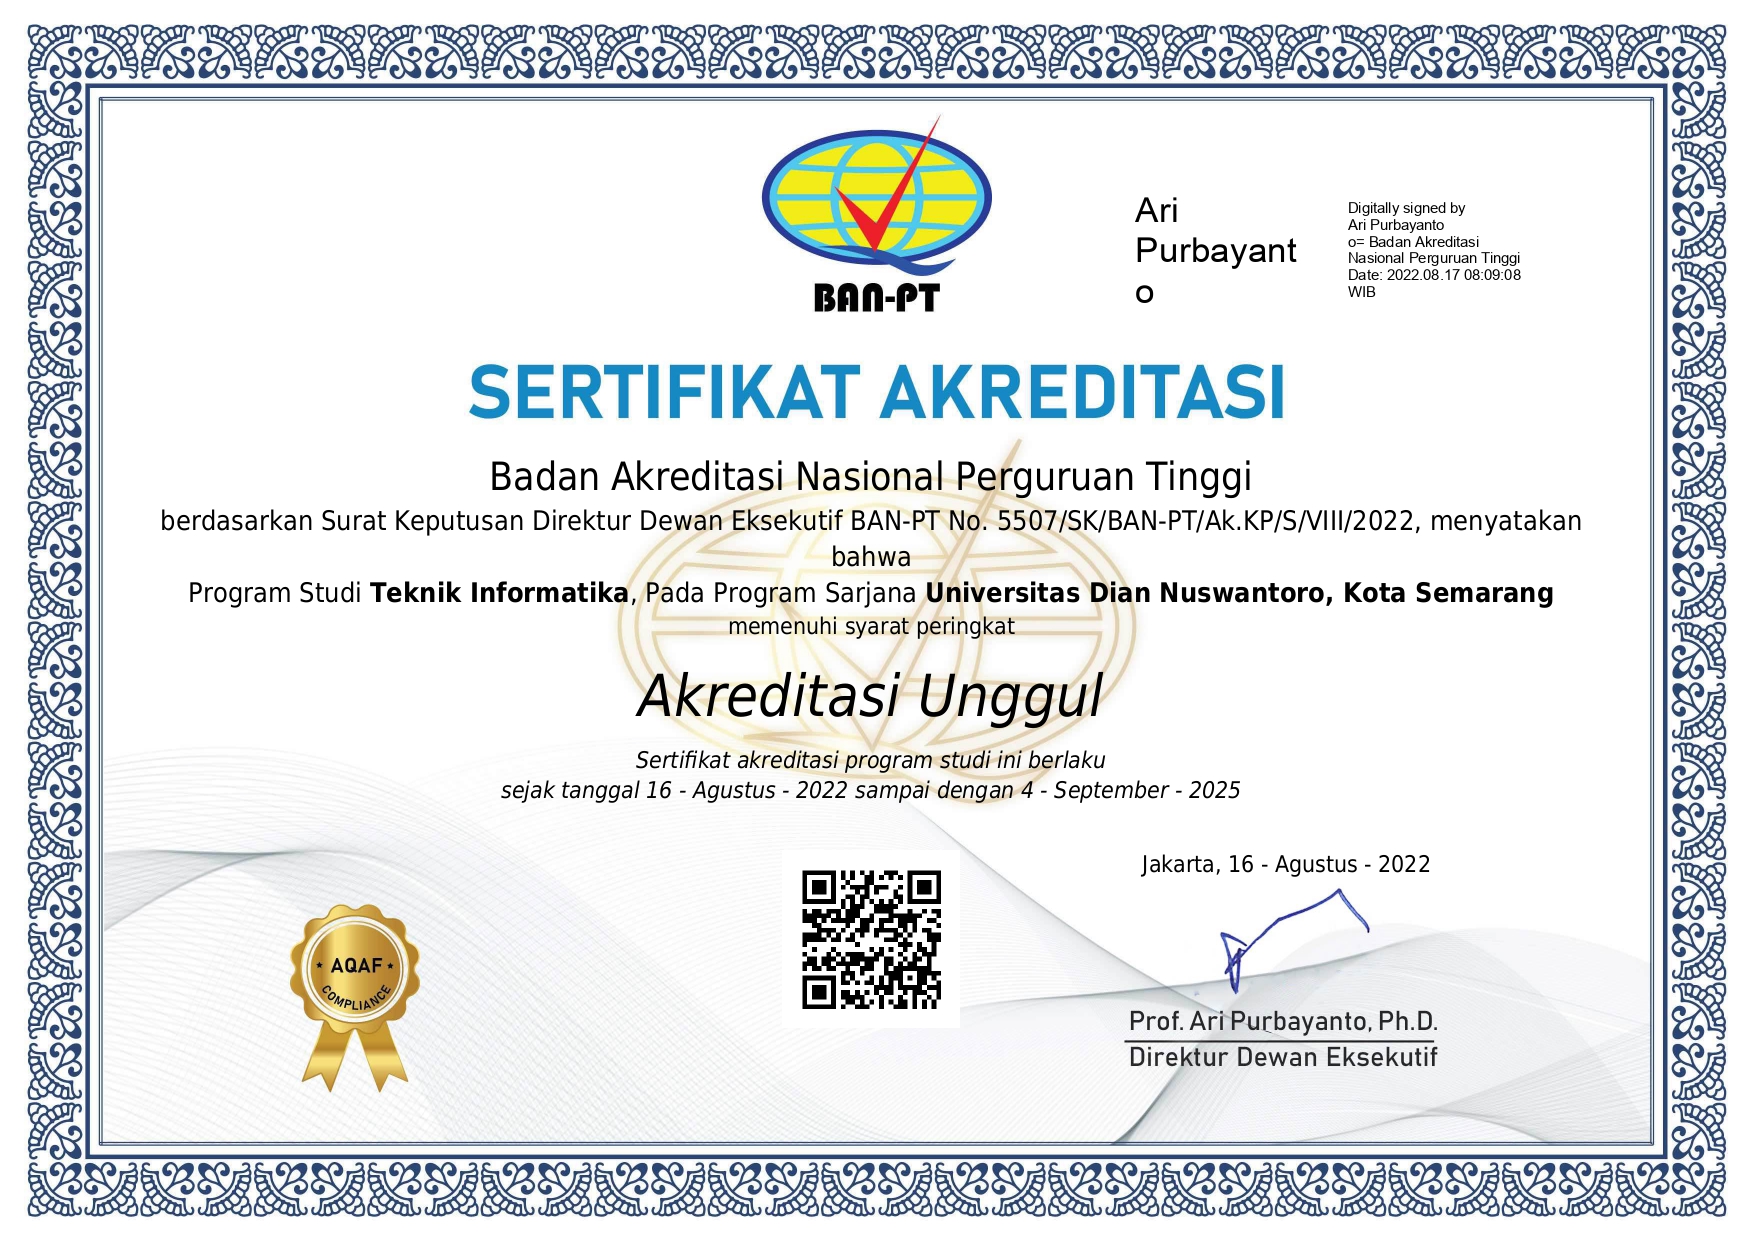 BAN-PT
Ari
Purbayant
o
Digitally signed by
Ari Purbayanto
o= Badan Akreditasi
Nasional Perguruan Tinggi
Date: 2022.08.17 08:09:08
WIB
SERTIFIKAT AKREDITASI
Badan Akreditasi Nasional Perguruan Tinggi
berdasarkan Surat Keputusan Direktur Dewan Eksekutif BAN-PT No. 5507/SK/BAN-PT/Ak.KP/S/VIII/2022, menyatakan
bahwa
Program Studi Teknik Informatika, Pada Program Sarjana Universitas Dian Nuswantoro, Kota Semarang
memenuhi syarat peringkat
Akreditasi Unggul
Sertifikat akreditasi program studi ini berlaku
sejak tanggal 16 - Agustus - 2022 sampai dengan 4 - September - 2025
Jakarta, 16 - Agustus - 2022
AQAF
COMPLIANCE
Prof. Ari Purbayanto, Ph.D.
Direktur Dewan Eksekutif